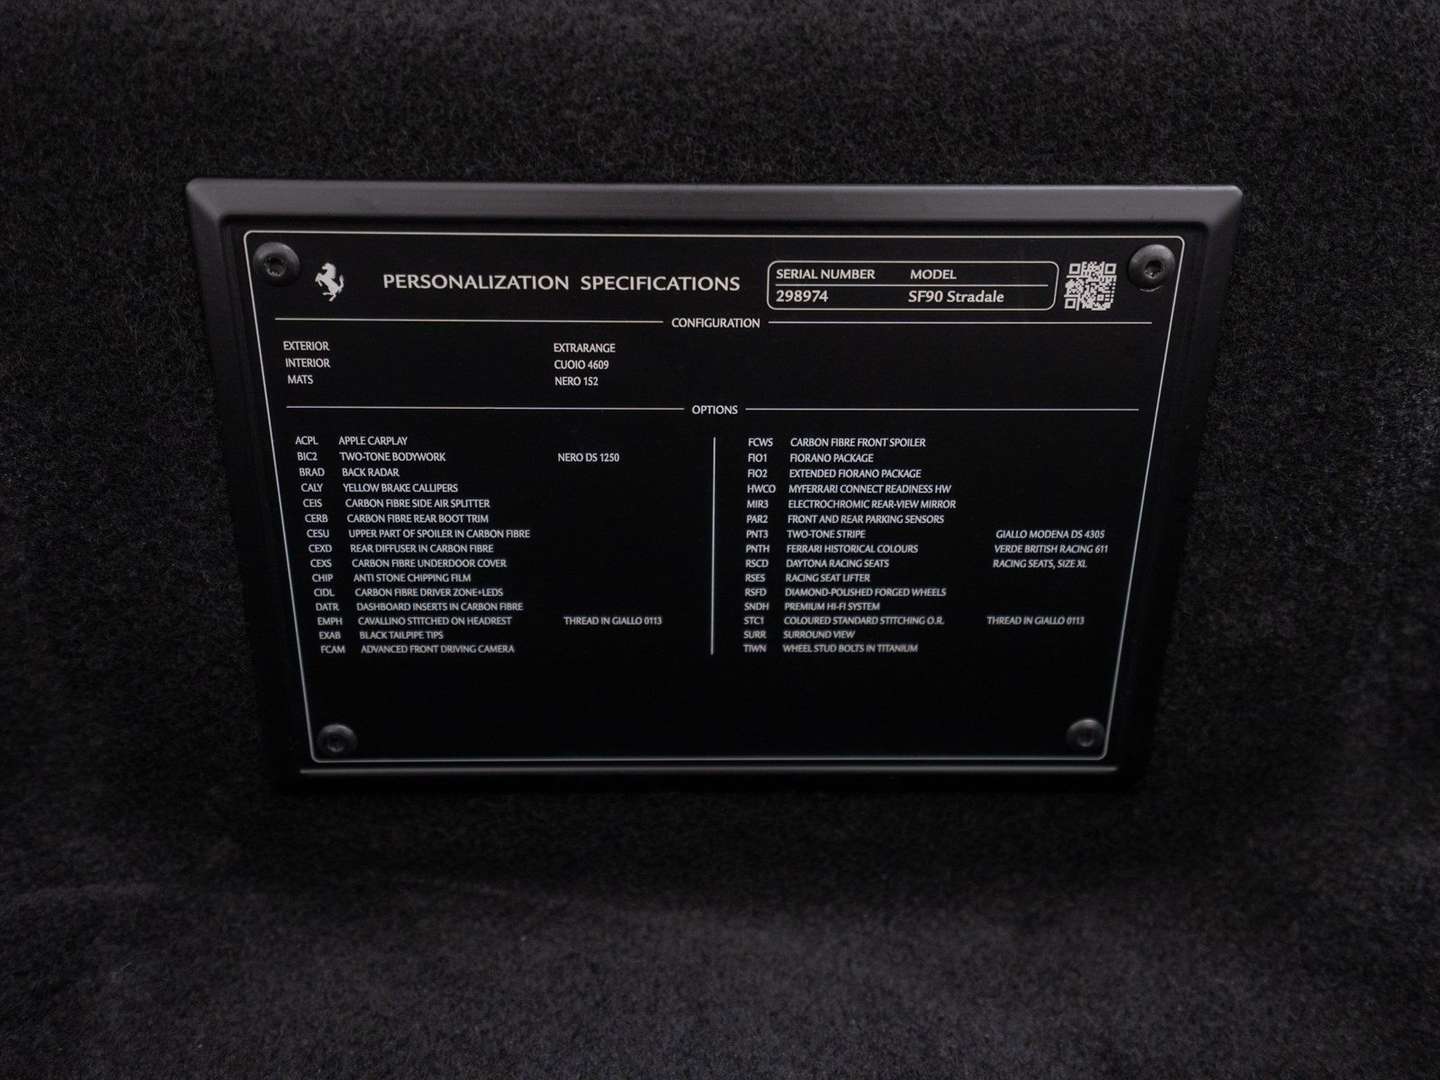 PERSONALIZATION SPECIFICATIONS
SERIAL NUMBER MODEL
298974 SF90 Stradale
CONFIGURATION
EXTERIOR EXTRARANGE
INTERIOR CUOIO 4609
MATS NERO 152
OPTIONS
ACPL APPLE CARPLAY
BIC2 TWO-TONE BODYWORK NERO DS 1250
BRAD BACK RADAR
CALY YELLOW BRAKE CALLIPERS
CEIS CARBON FIBRE SIDE AIR SPLITTER
CERB CARBON FIBRE REAR BOOT TRIM
CESU UPPER PART OF SPOILER IN CARBON FIBRE
CEXD REAR DIFFUSER IN CARBON FIBRE
CEXS CARBON FIBRE UNDERDOOR COVER
CHIP ANTI STONE CHIPPING FILM
CIDL CARBON FIBRE DRIVER ZONE+LEDS
DATR DASHBOARD INSERTS IN CARBON FIBRE
EMPH CAVALLINO STITCHED ON HEADREST THREAD IN GIALLO 0113
EXAB BLACK TAILPIPE TIPS
FCAM ADVANCED FRONT DRIVING CAMERA
FCWS CARBON FIBRE FRONT SPOILER
FIO1 FIORANO PACKAGE
FIO2 EXTENDED FIORANO PACKAGE
HWCO MYFERRARI CONNECT READINESS HW
MIR3 ELECTROCHROMIC REAR-VIEW MIRROR
PAR2 FRONT AND REAR PARKING SENSORS
PNT3 TWO-TONE STRIPE GIALLO MODENA DS 4305
PNTH FERRARI HISTORICAL COLOURS VERDE BRITISH RACING 611
RSCD DAYTONA RACING SEATS RACING SEATS, SIZE XL
RSES RACING SEAT LIFTER
RSFD DIAMOND-POLISHED FORGED WHEELS
SNDH PREMIUM HI-FI SYSTEM
STC1 COLOURED STANDARD STITCHING O.R. THREAD IN GIALLO 0113
SURR SURROUND VIEW
TIWN WHEEL STUD BOLTS IN TITANIUM